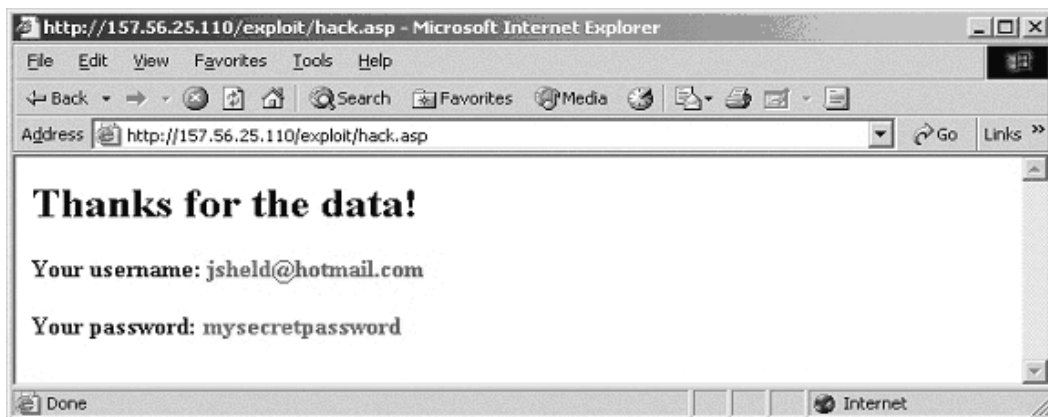 http://157.56.25.110/exploit/hack.asp - Microsoft Internet Explorer
File Edit View Favorites Tools Help
Back Search Favorites Media
Address http://157.56.25.110/exploit/hack.asp Go Links »
Thanks for the data!
Your username: jsheld@hotmail.com
Your password: mysecretpassword
Done Internet